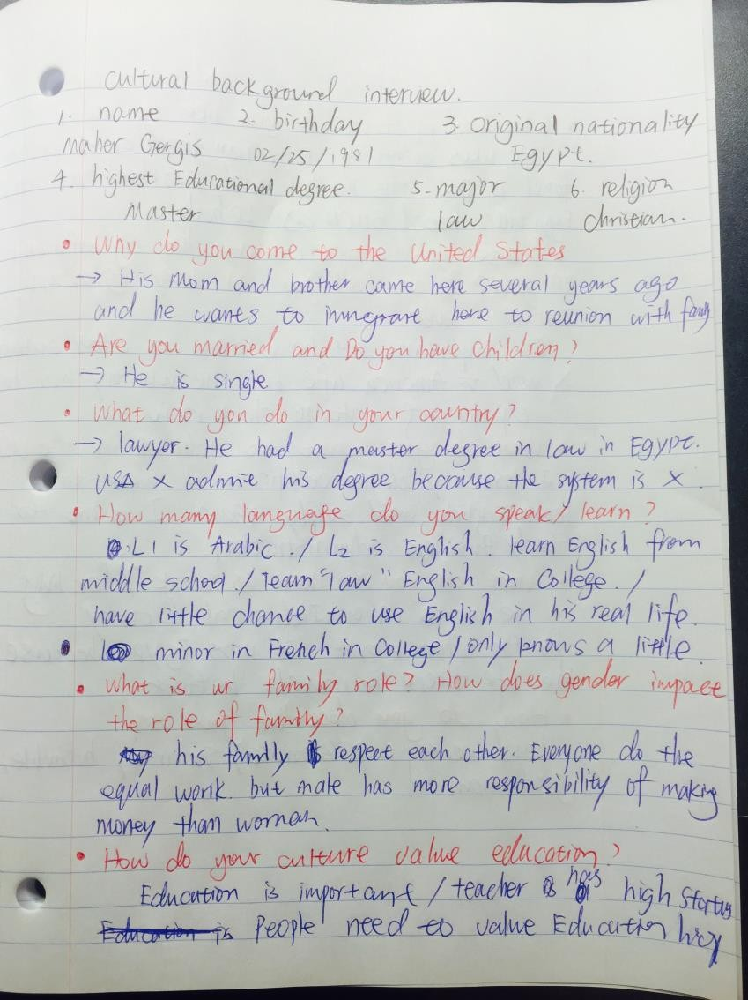 cultural background interview.
1. name 2. birthday 3. original nationality
Maher Gergis 02/25/1981 Egypt.
4. highest Educational degree. 5. major 6. religion
Master law christian.
• Why do you come to the United States
→ His Mom and brother came here several years ago
and he wants to immgrant here to reunion with family
• Are you married and Do you have children?
→ He is single
• What do you do in your country?
→ lawyer. He had a master degree in law in Egypt.
USA × admit his degree because the system is ×.
• How many language do you speak/learn?
L1 is Arabic./ L2 is English. learn English from
middle school./ learn "law" English in College./
have little chance to use English in his real life.
• minor in French in College/only knows a little.
• What is ur family role? How does gender impact
the role of family?
his family respect each other. Everyone do the
equal work. but male has more responsibility of making
money than woman.
• How do your culture value education?
Education is important/teacher has high Startus
Education is People need to value Education